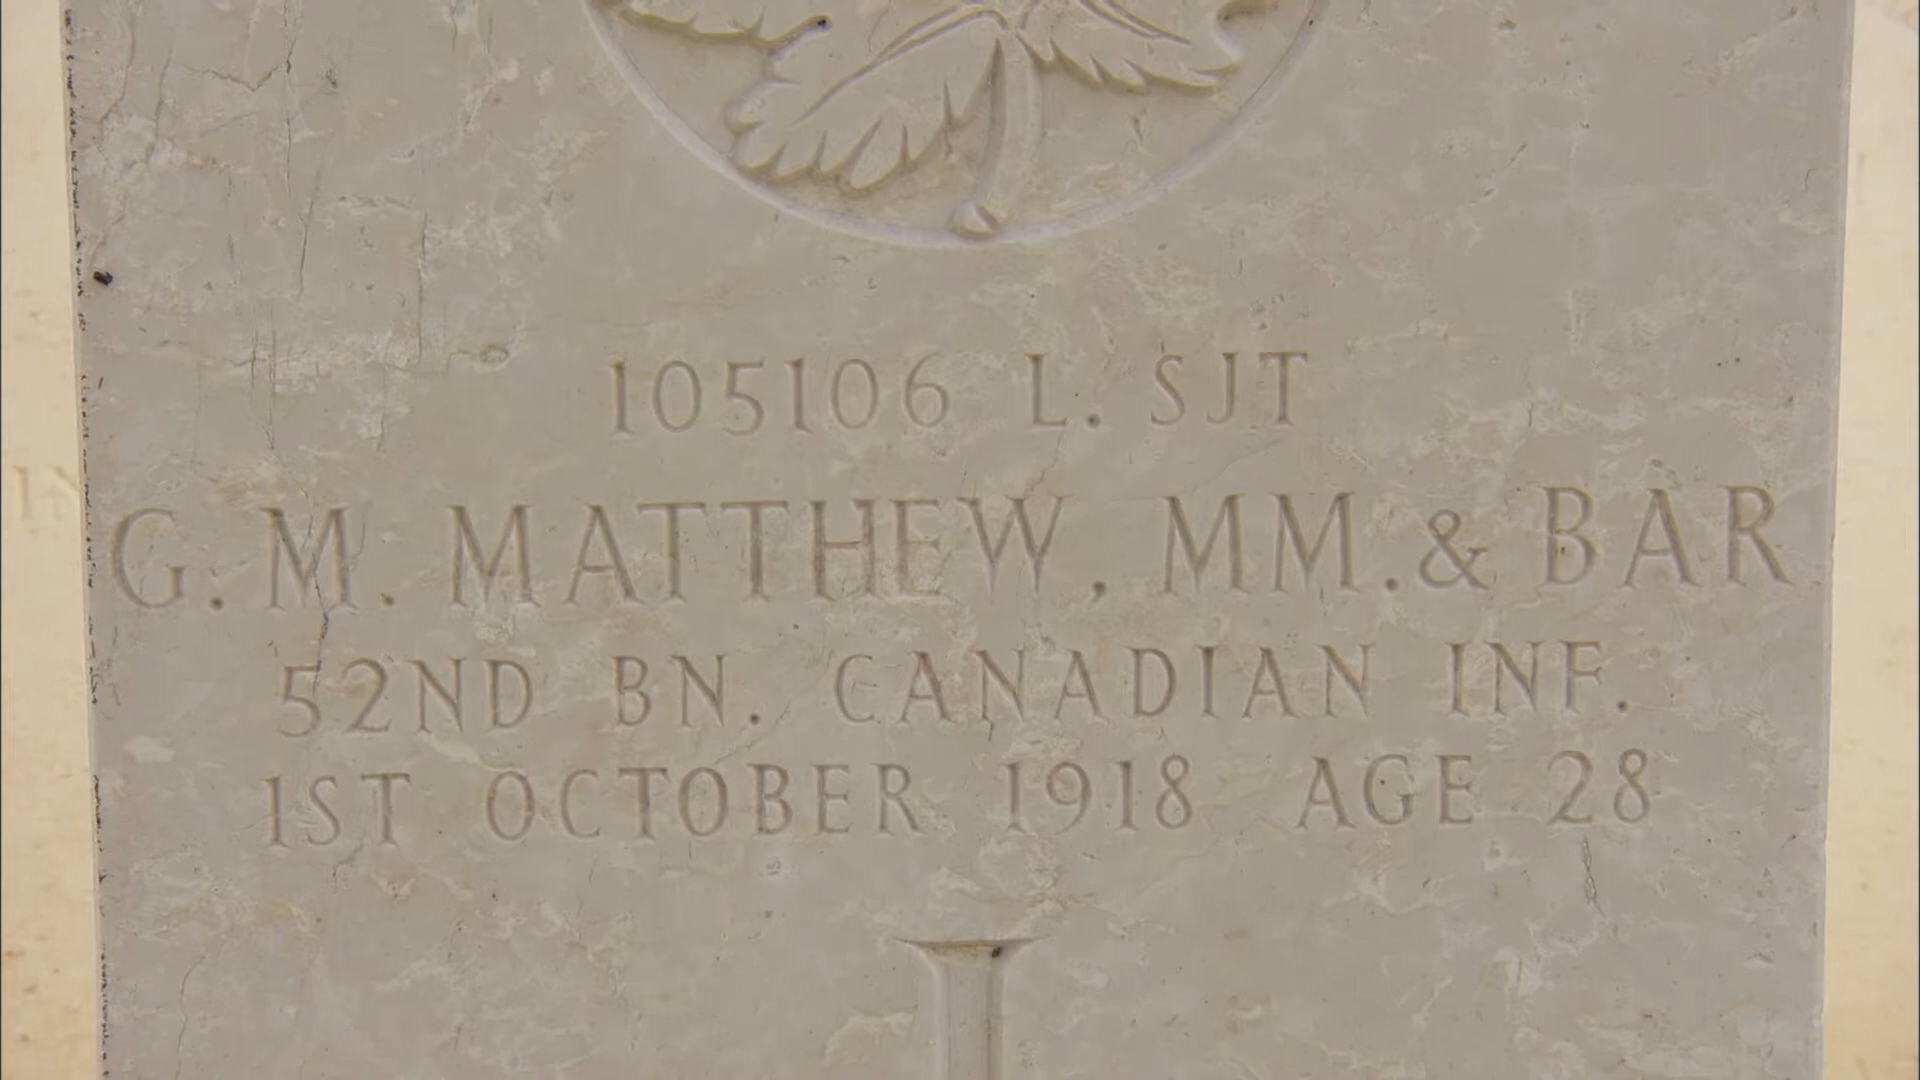 105106 L. SJT
G. M. MATTHEW, MM. & BAR
52ND BN. CANADIAN INF.
1ST OCTOBER 1918 AGE 28